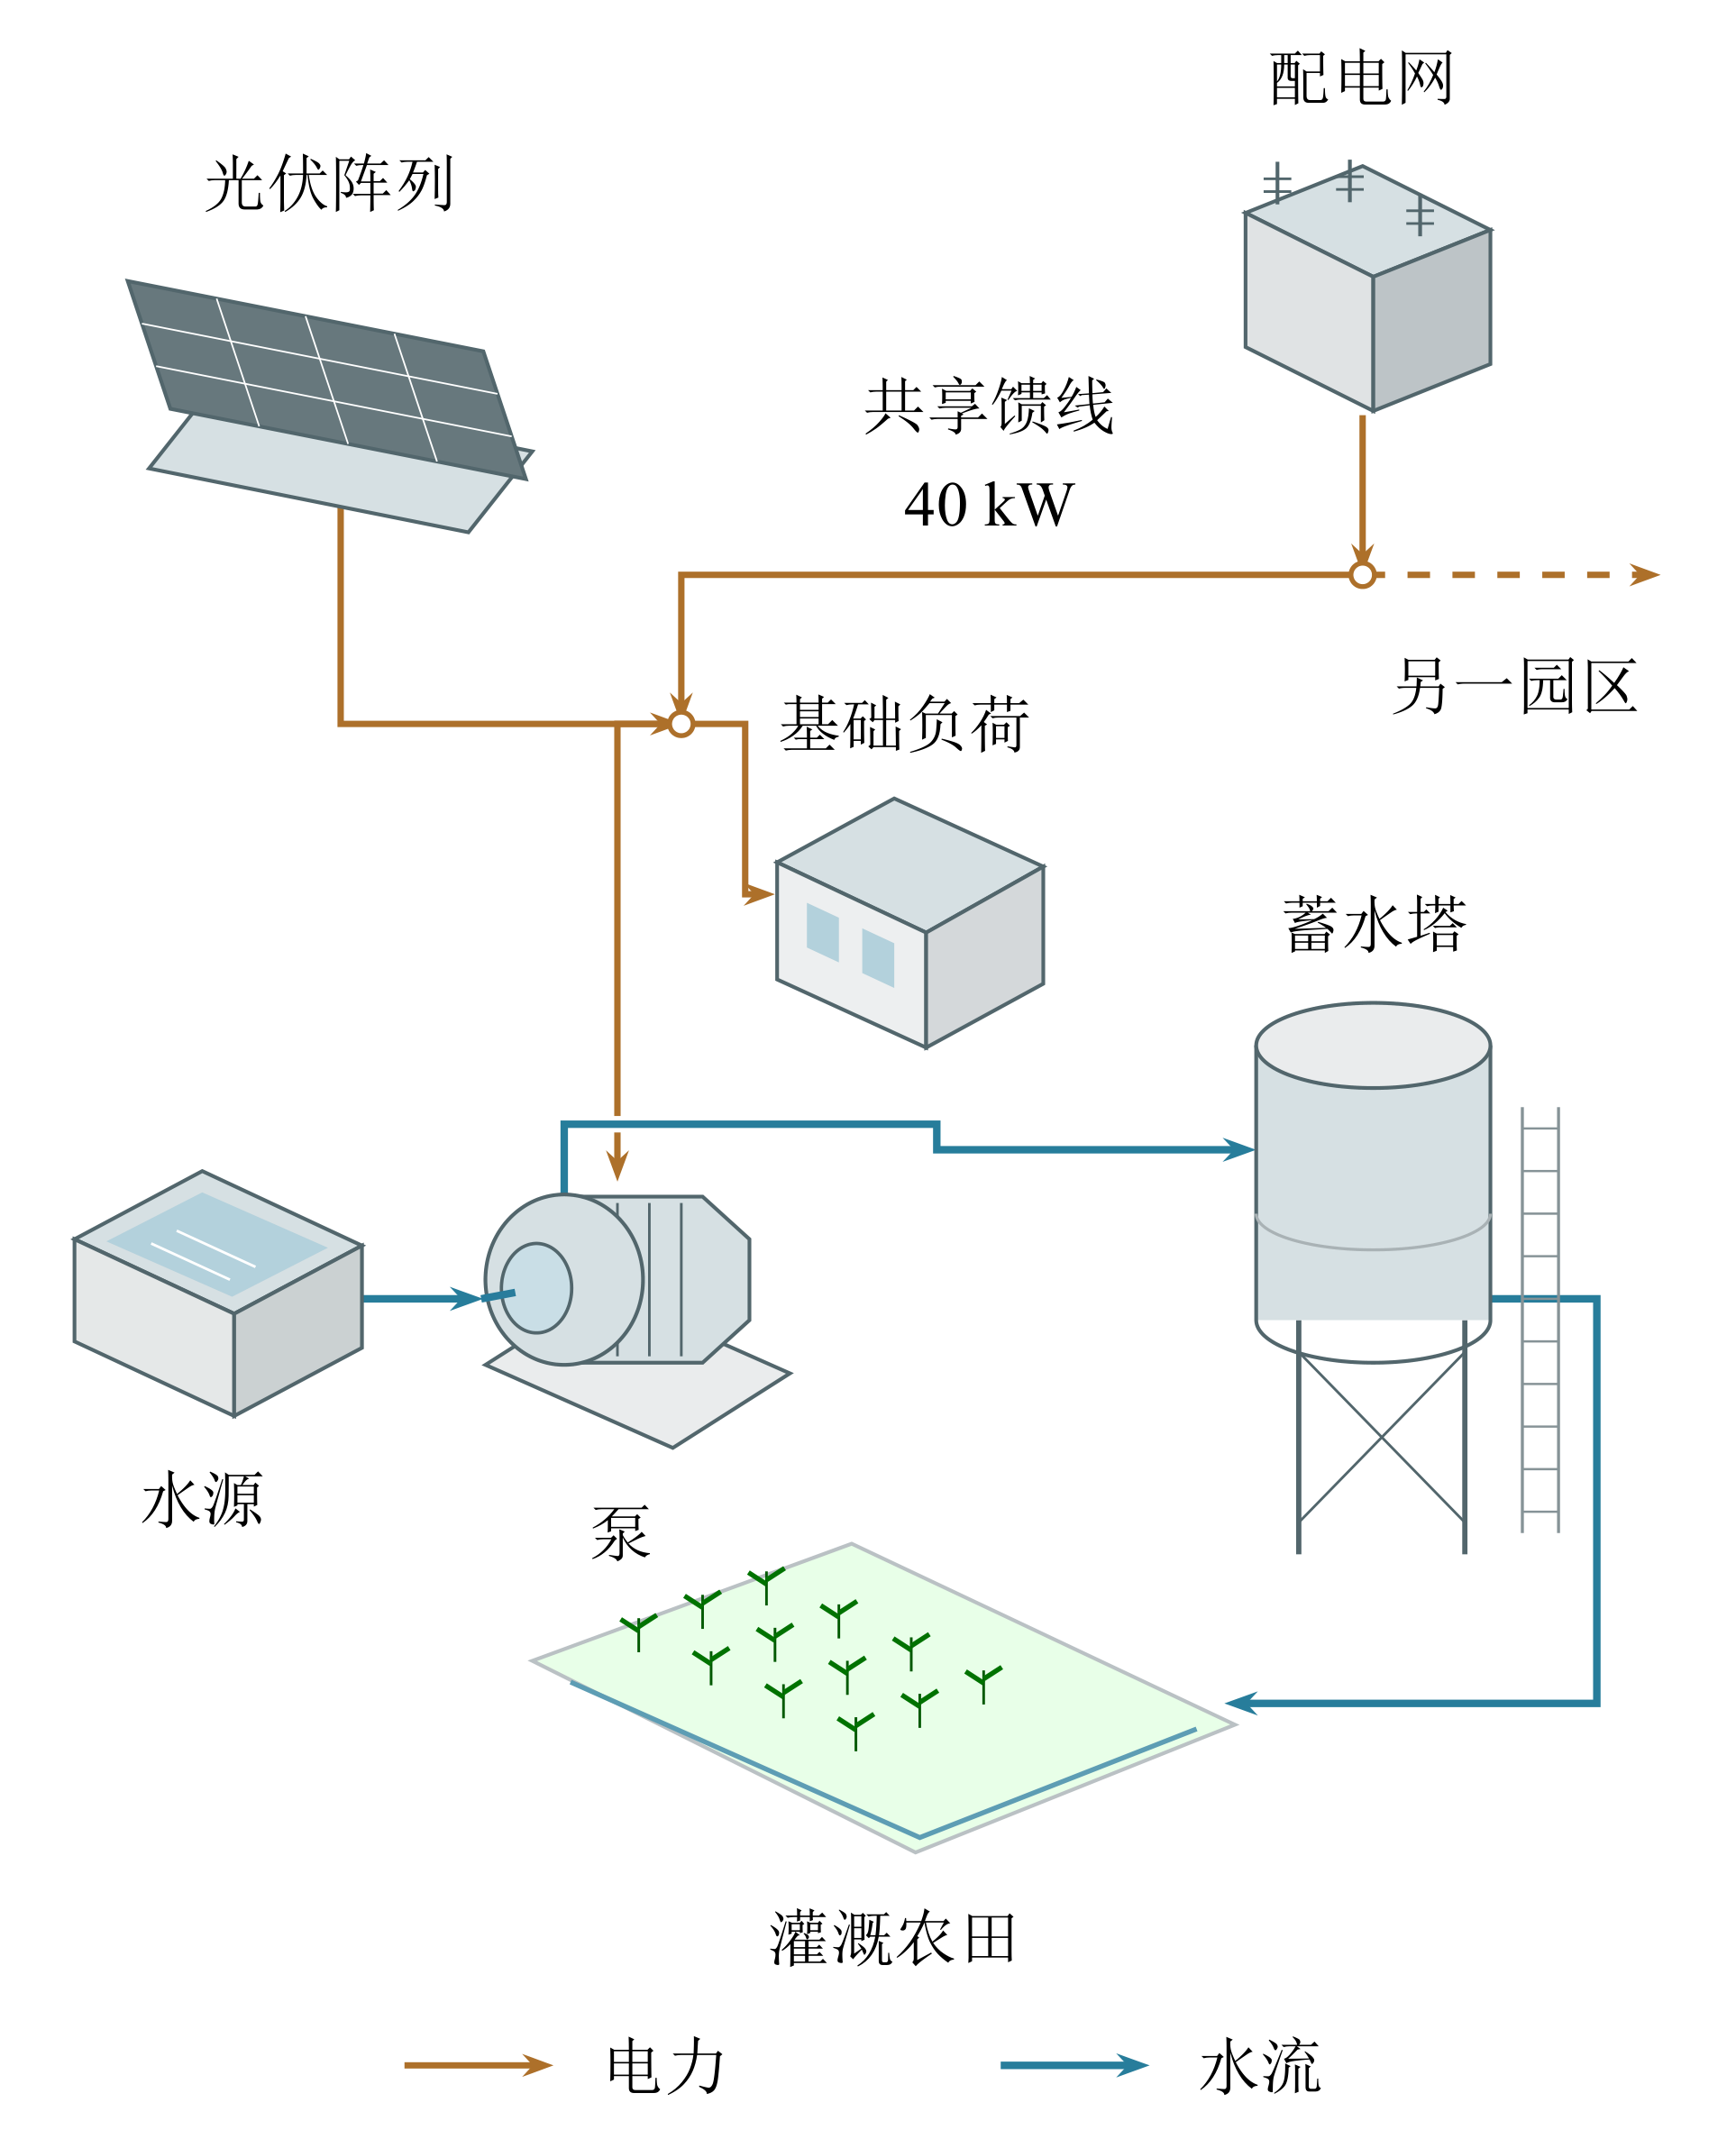 配电网
光伏阵列
共享馈线
40 kW
另一园区
基础负荷
蓄水塔
水源
泵
灌溉农田
电力
水流